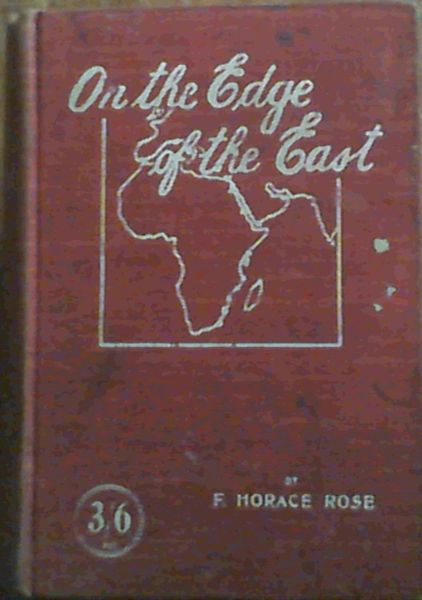 On the Edge
of the East
BY
F. HORACE ROSE
3/6